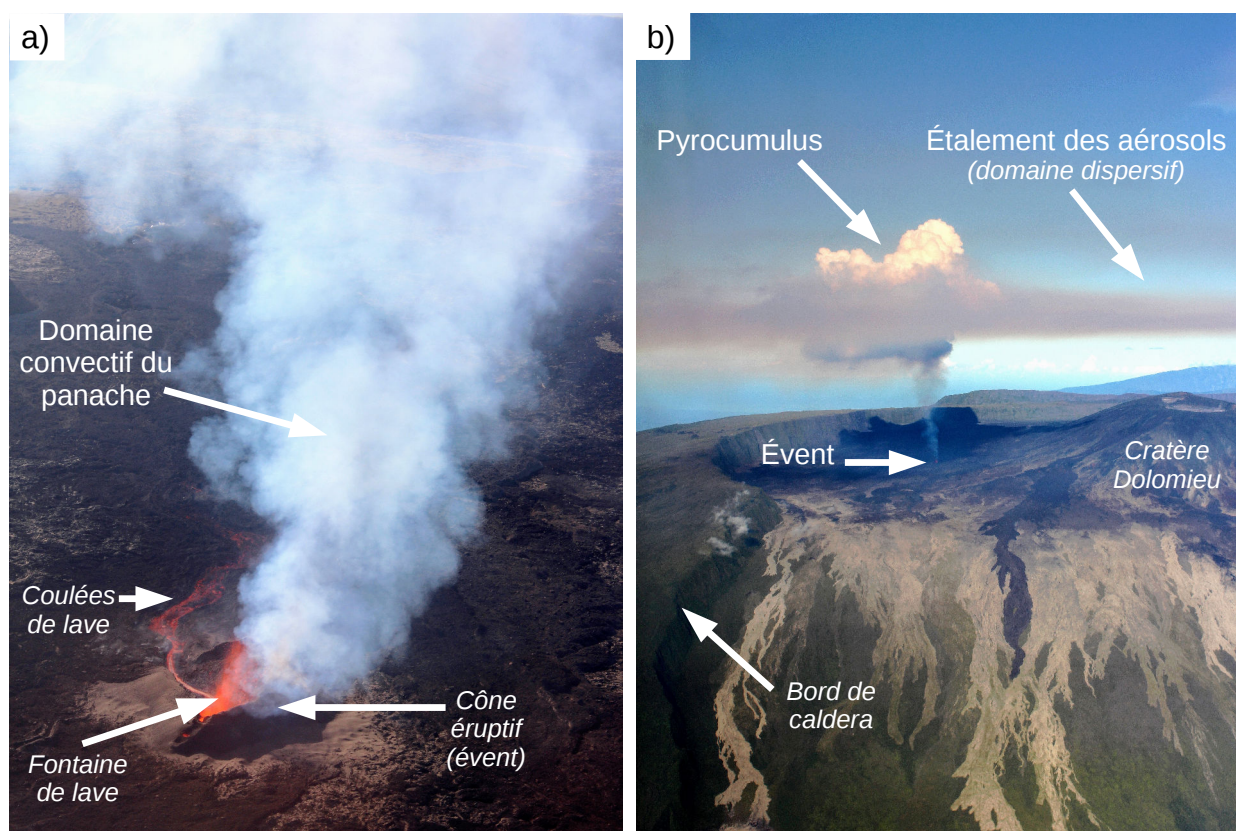 a)
Domaine
convectif du
panache
Coulées
de lave
Fontaine
de lave
Cône
éruptif
(évent)
b)
Pyrocumulus
Étalement des aérosols
(domaine dispersif)
Évent
Cratère
Dolomieu
Bord de
caldera